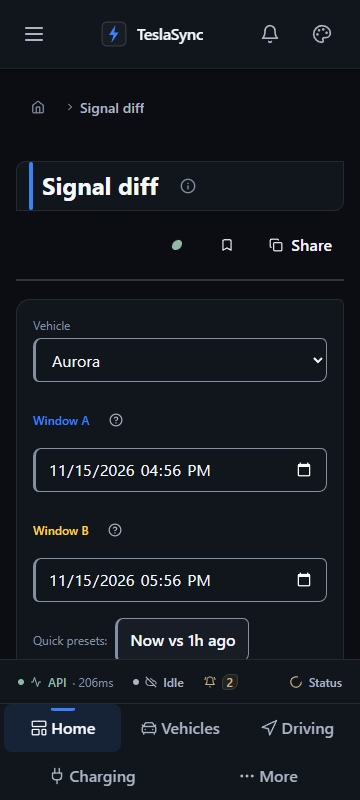 TeslaSync
Signal diff
Signal diff
Share
Vehicle
Aurora
Window A
11/15/2026 04:56 PM
Window B
11/15/2026 05:56 PM
Quick presets: Now vs 1h ago
API · 206ms Idle 2 Status
Home Vehicles Driving
Charging More